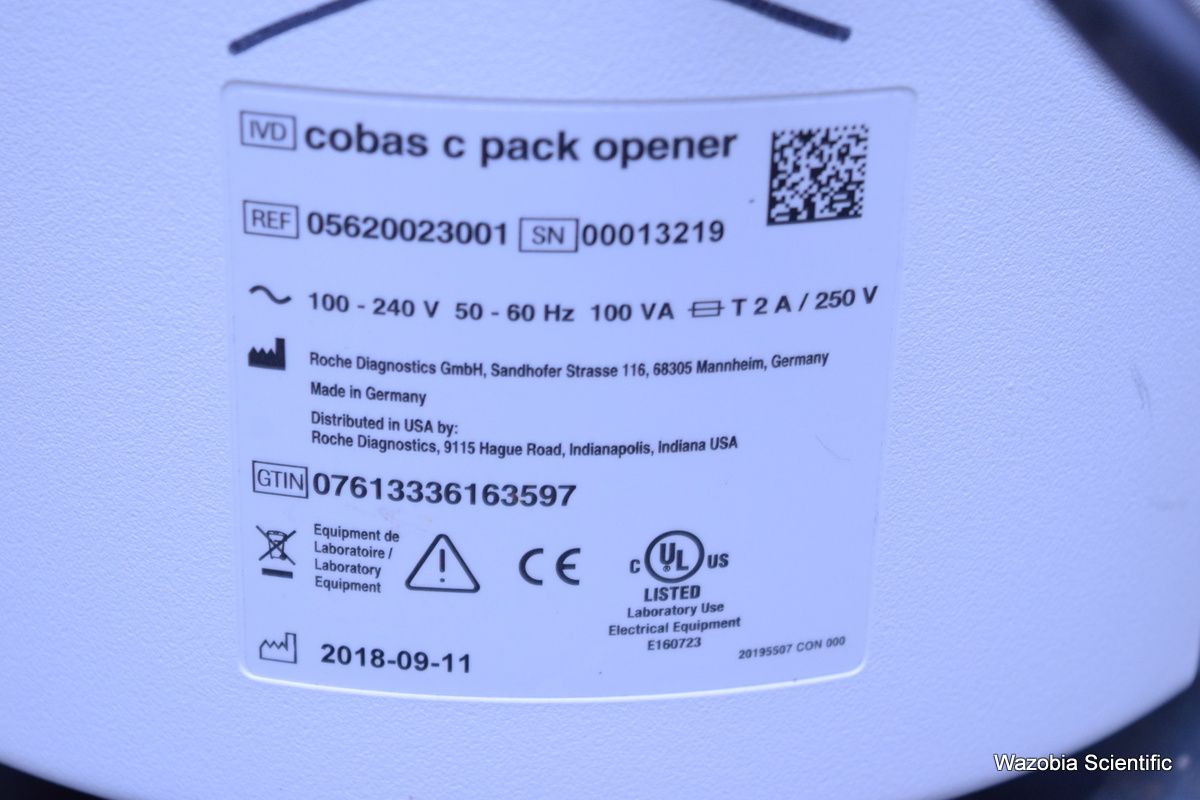 IVD cobas c pack opener
REF 05620023001 SN 00013219
100 - 240 V 50 - 60 Hz 100 VA T 2 A / 250 V
Roche Diagnostics GmbH, Sandhofer Strasse 116, 68305 Mannheim, Germany
Made in Germany
Distributed in USA by:
Roche Diagnostics, 9115 Hague Road, Indianapolis, Indiana USA
GTIN 07613336163597
Equipment de
Laboratoire /
Laboratory
Equipment
CE
C UL US
®
LISTED
Laboratory Use
Electrical Equipment
E160723
2018-09-11
20195507 CON 000
Wazobia Scientific